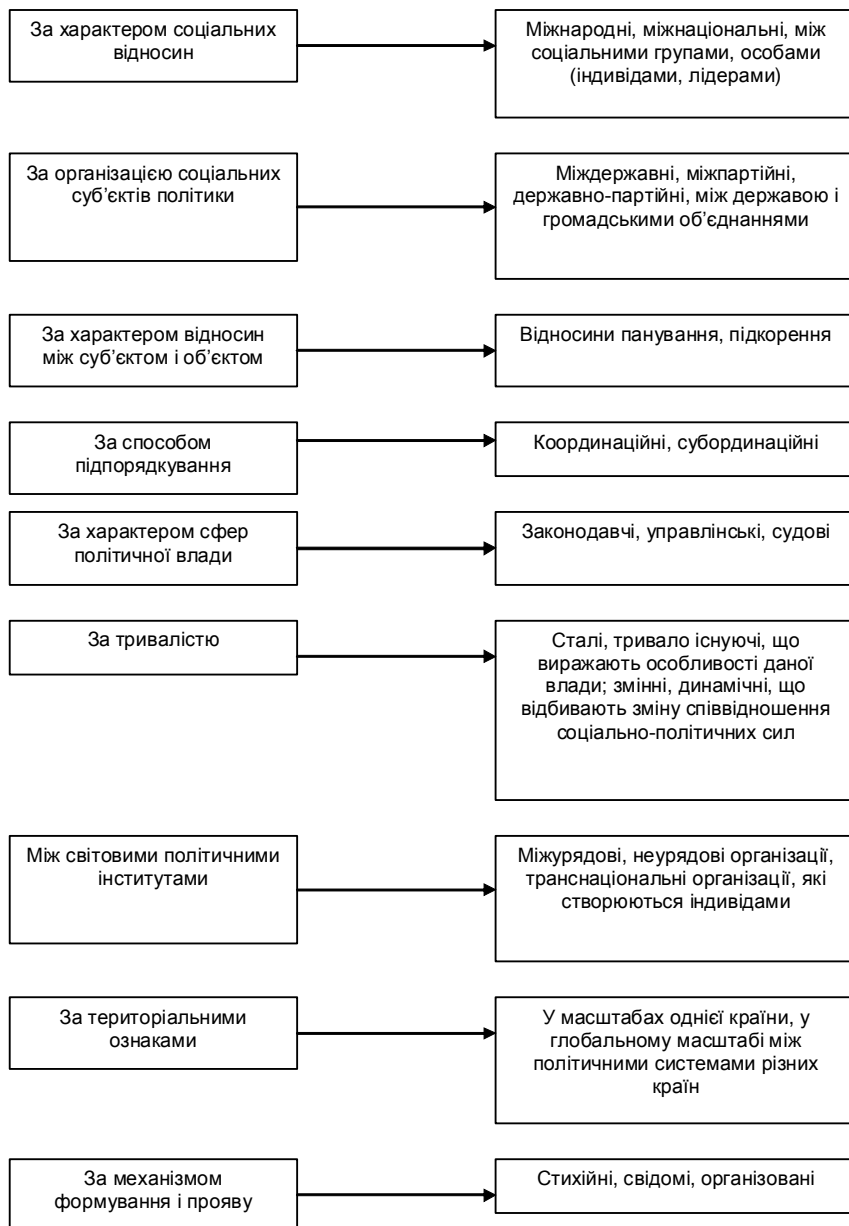 За характером соціальних
відносин
Міжнародні, міжнаціональні, між
соціальними групами, особами
(індивідами, лідерами)
За організацією соціальних
суб’єктів політики
Міждержавні, міжпартійні,
державно-партійні, між державою і
громадськими об’єднаннями
За характером відносин
між суб’єктом і об’єктом
Відносини панування, підкорення
За способом
підпорядкування
Координаційні, субординаційні
За характером сфер
політичної влади
Законодавчі, управлінські, судові
За тривалістю
Сталі, тривало існуючі, що
виражають особливості даної
влади; змінні, динамічні, що
відбивають зміну співвідношення
соціально-політичних сил
Між світовими політичними
інститутами
Міжурядові, неурядові організації,
транснаціональні організації, які
створюються індивідами
За територіальними
ознаками
У масштабах однієї країни, у
глобальному масштабі між
політичними системами різних
країн
За механізмом
формування і прояву
Стихійні, свідомі, організовані